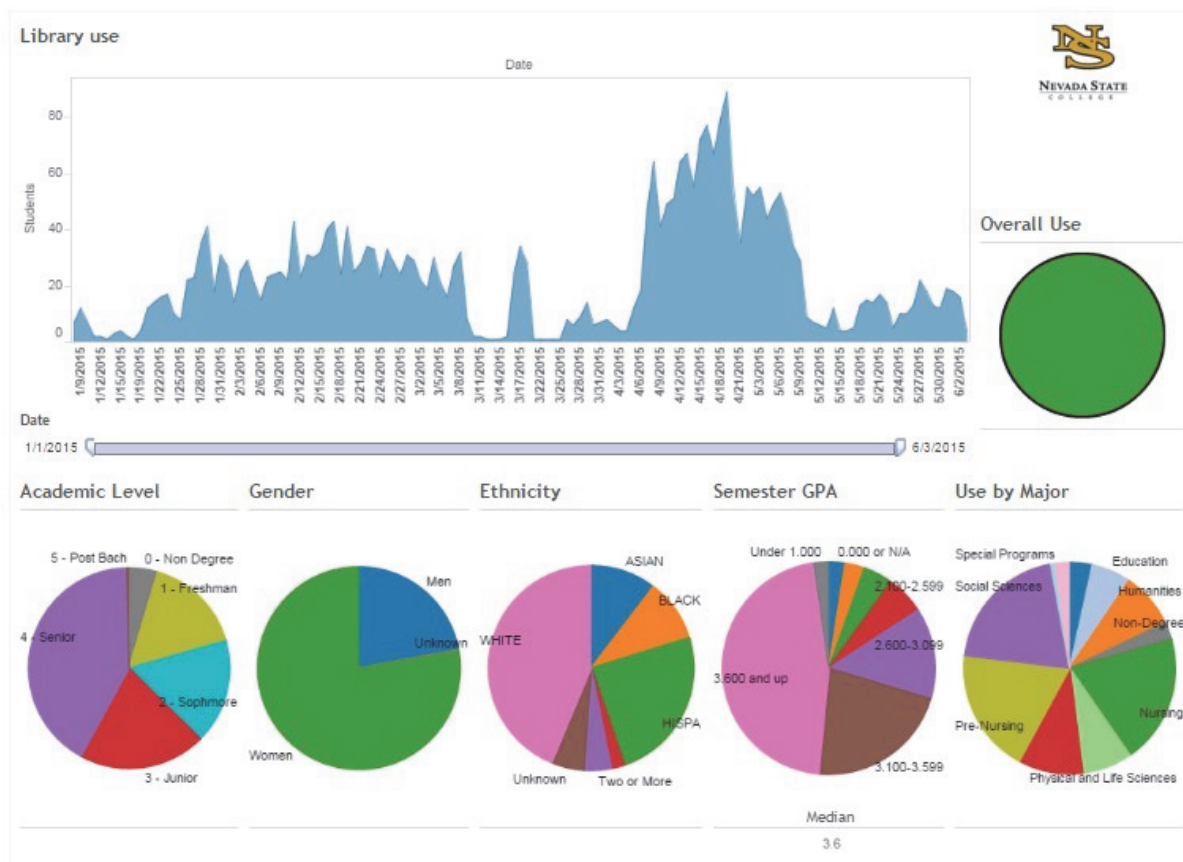 Library use
NS
NEVADA STATE
COLLEGE
Date
Students
80
60
40
20
0
1/9/2015
1/12/2015
1/15/2015
1/19/2015
1/22/2015
1/25/2015
1/28/2015
1/31/2015
2/3/2015
2/6/2015
2/9/2015
2/12/2015
2/15/2015
2/18/2015
2/21/2015
2/24/2015
2/27/2015
3/2/2015
3/5/2015
3/8/2015
3/11/2015
3/14/2015
3/17/2015
3/22/2015
3/25/2015
3/28/2015
3/31/2015
4/3/2015
4/6/2015
4/9/2015
4/12/2015
4/15/2015
4/18/2015
4/21/2015
5/3/2015
5/6/2015
5/9/2015
5/12/2015
5/15/2015
5/18/2015
5/21/2015
5/24/2015
5/27/2015
5/30/2015
6/2/2015
Overall Use
Date
1/1/2015
6/3/2015
Academic Level
5 - Post Bach
0 - Non Degree
1 - Freshman
4 - Senior
2 - Sophmore
3 - Junior
Gender
Men
Unknown
Women
Ethnicity
ASIAN
BLACK
WHITE
HISPA
Unknown
Two or More
Semester GPA
Under 1.000
0.000 or N/A
2.100-2.599
2.600-3.099
3.600 and up
3.100-3.599
Median
3.6
Use by Major
Special Programs
Education
Social Sciences
Humanities
Non-Degree
Pre-Nursing
Nursing
Physical and Life Sciences